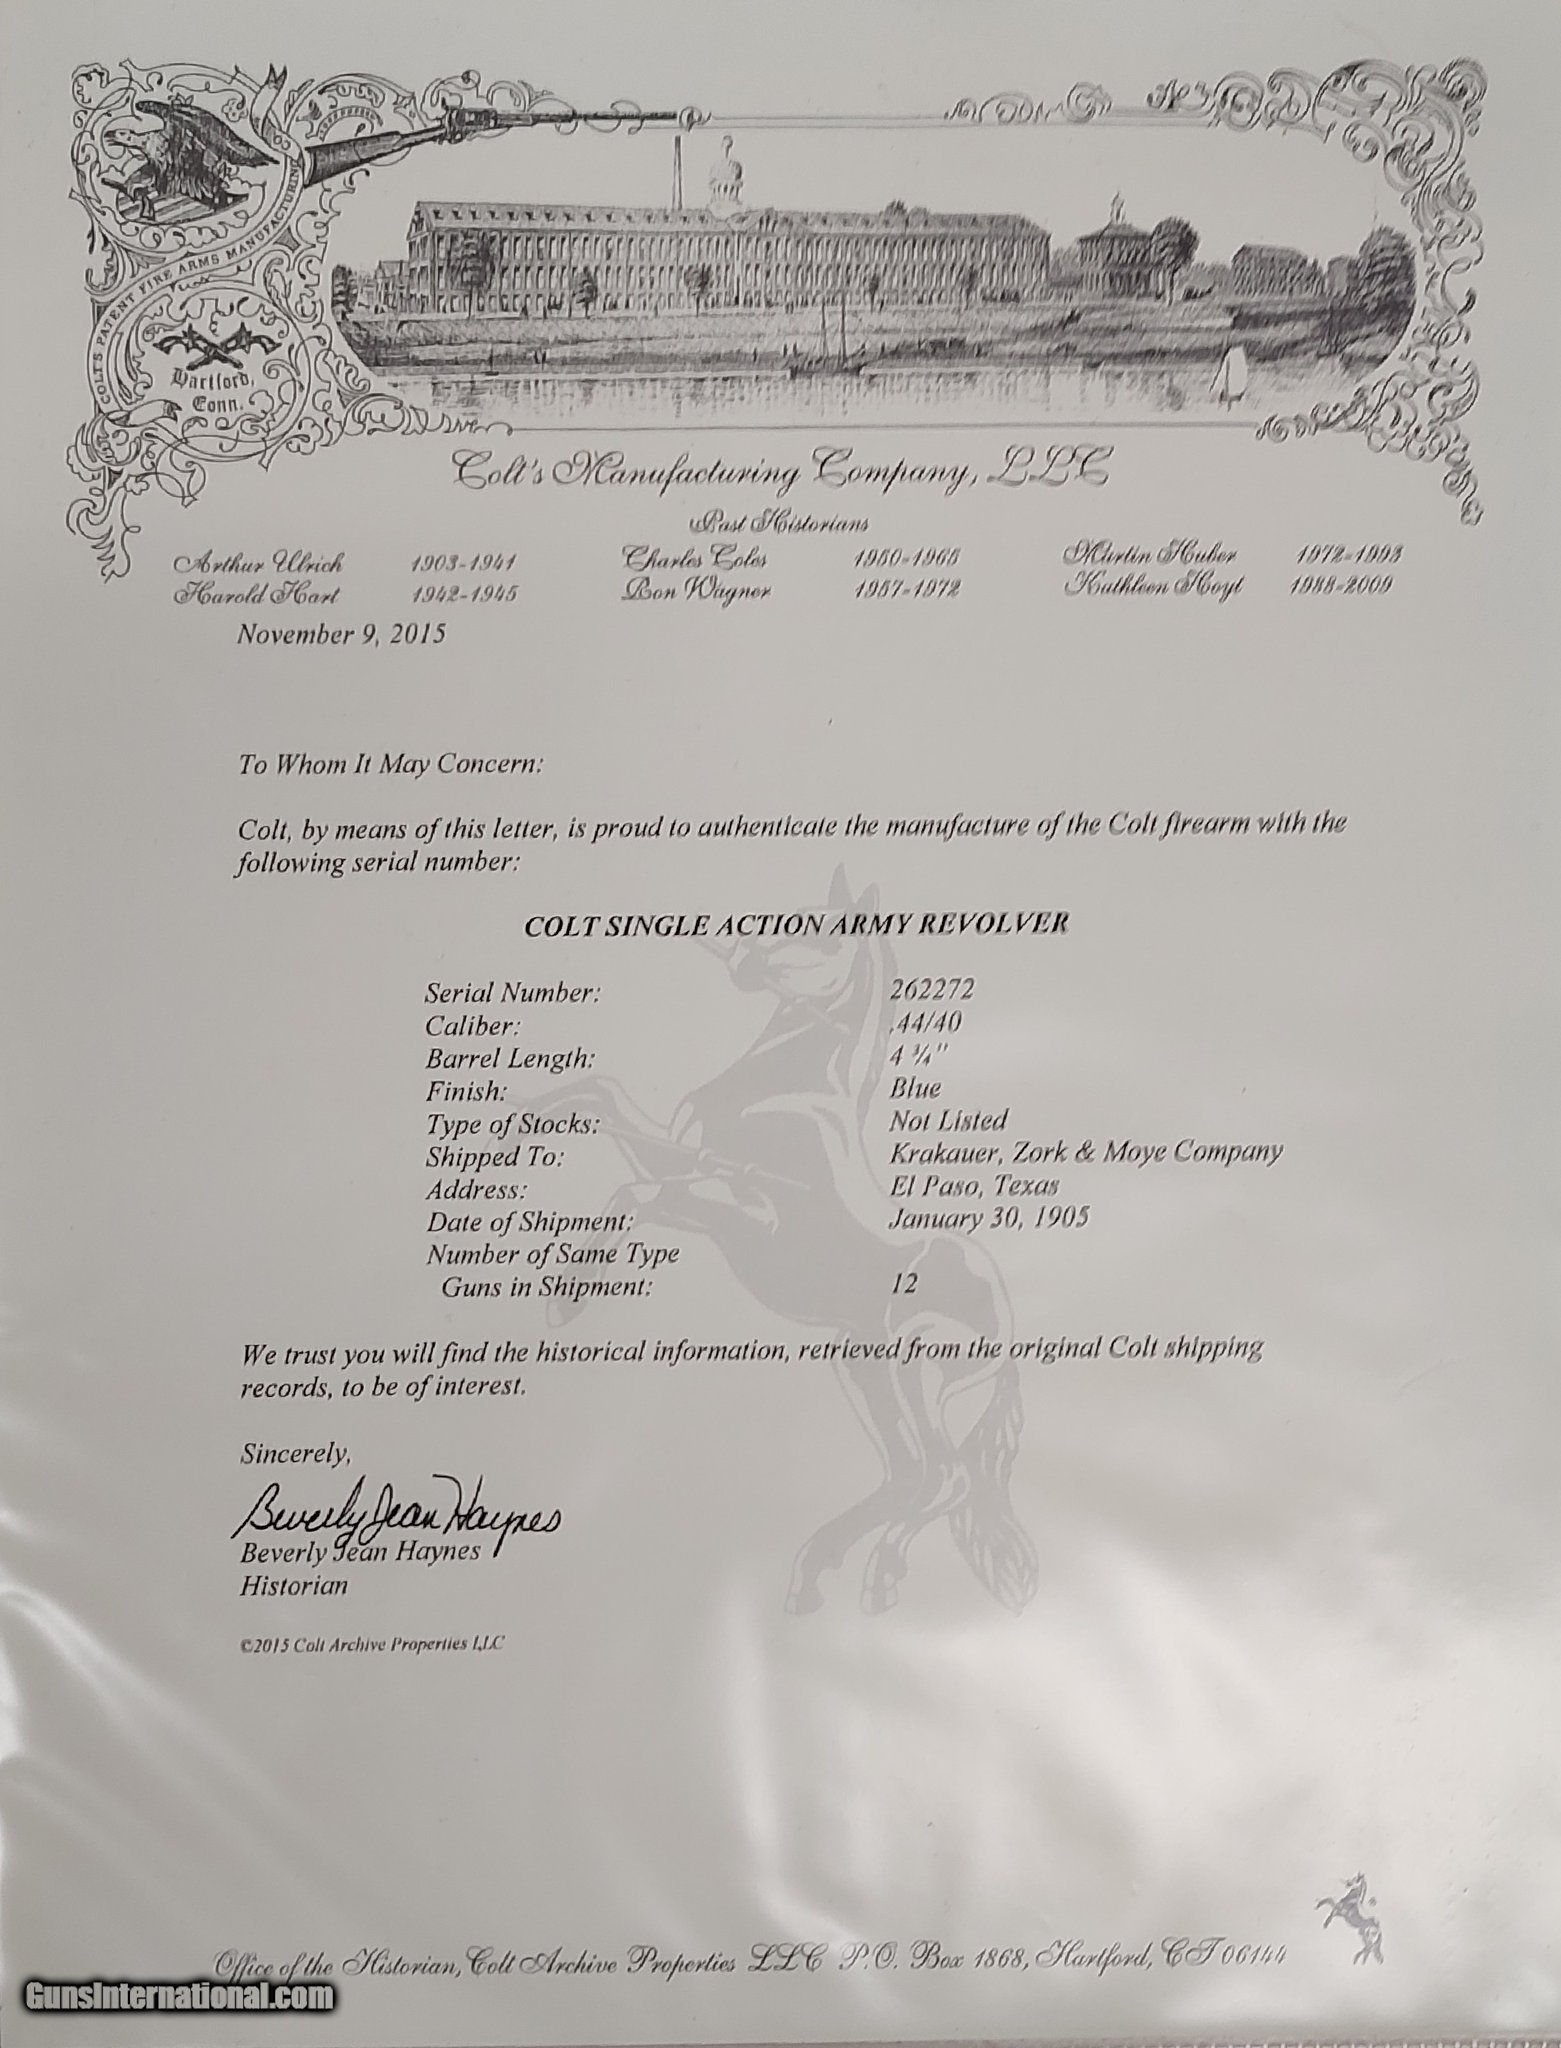 COLT'S PATENT FIRE ARMS MANUFACTURING CO
Hartford,
Conn.
Colt's Manufacturing Company, LLC
Past Historians
Arthur Ulrich 1903-1941 Charles Coles 1950-1965 Martin Huber 1972-1993
Harold Hart 1942-1945 Ron Wagner 1957-1972 Kathleen Hoyt 1988-2009
November 9, 2015
To Whom It May Concern:
Colt, by means of this letter, is proud to authenticate the manufacture of the Colt firearm with the
following serial number:
COLT SINGLE ACTION ARMY REVOLVER
Serial Number: 262272
Caliber: .44/40
Barrel Length: 4 ¾"
Finish: Blue
Type of Stocks: Not Listed
Shipped To: Krakauer, Zork & Moye Company
Address: El Paso, Texas
Date of Shipment: January 30, 1905
Number of Same Type
Guns in Shipment: 12
We trust you will find the historical information, retrieved from the original Colt shipping
records, to be of interest.
Sincerely,
Beverly Jean Haynes
Beverly Jean Haynes
Historian
©2015 Colt Archive Properties LLC
Office of the Historian, Colt Archive Properties LLC P.O. Box 1868, Hartford, CT 06144
GunsInternational.com